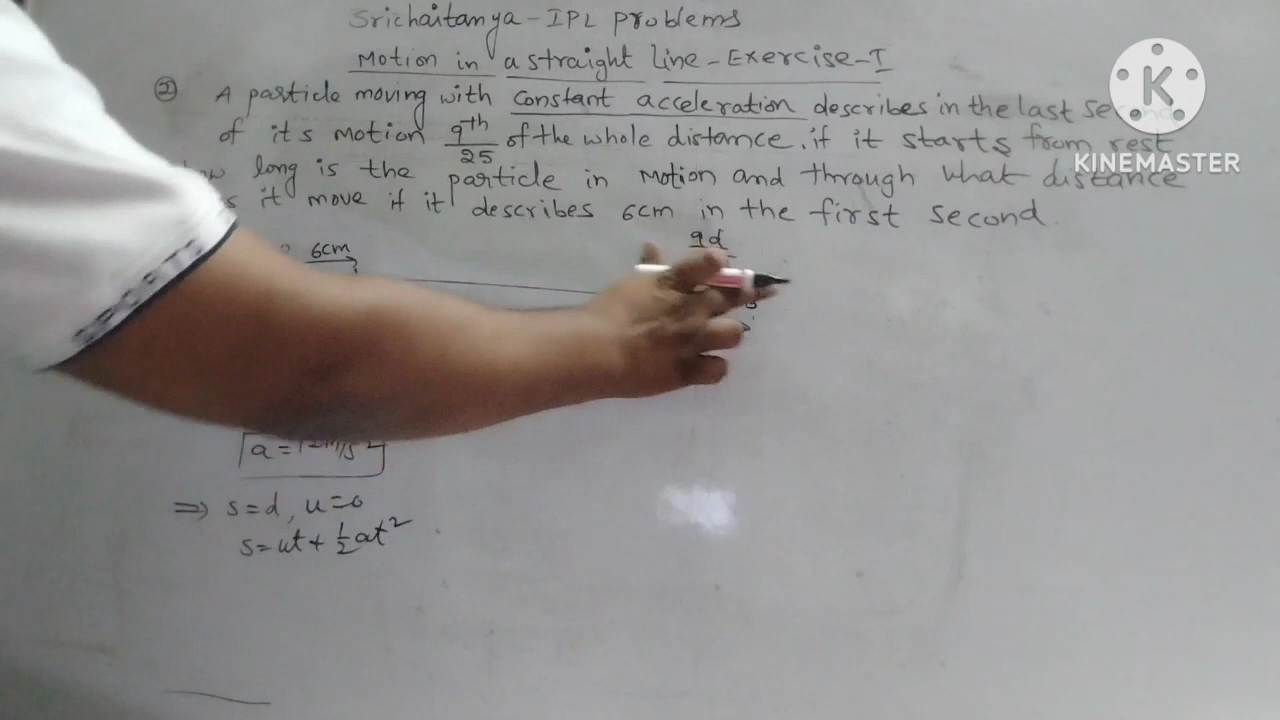 Srichaitanya - IPL problems
Motion in a straight line - Exercise - I
② A particle moving with constant acceleration describes in the last
of its motion 9th/25 of the whole distance. if it starts from rest
long is the particle in motion and through what distance
it move if it describes 6cm in the first second.
6cm
9d
a = 12m/s²
⇒ s=d, u=0
s=ut+½at²
K
KINEMASTER